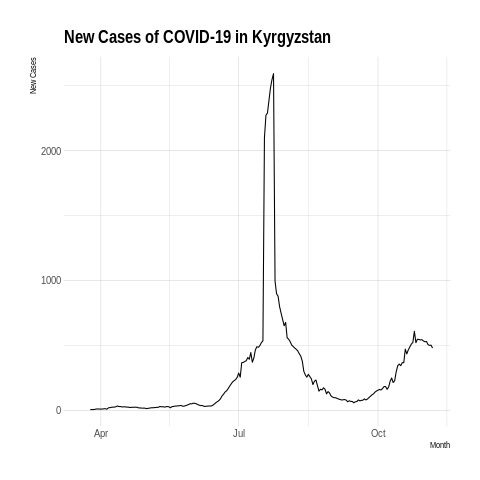 New Cases of COVID-19 in Kyrgyzstan
New Cases
2000
1000
0
Apr
Jul
Oct
Month